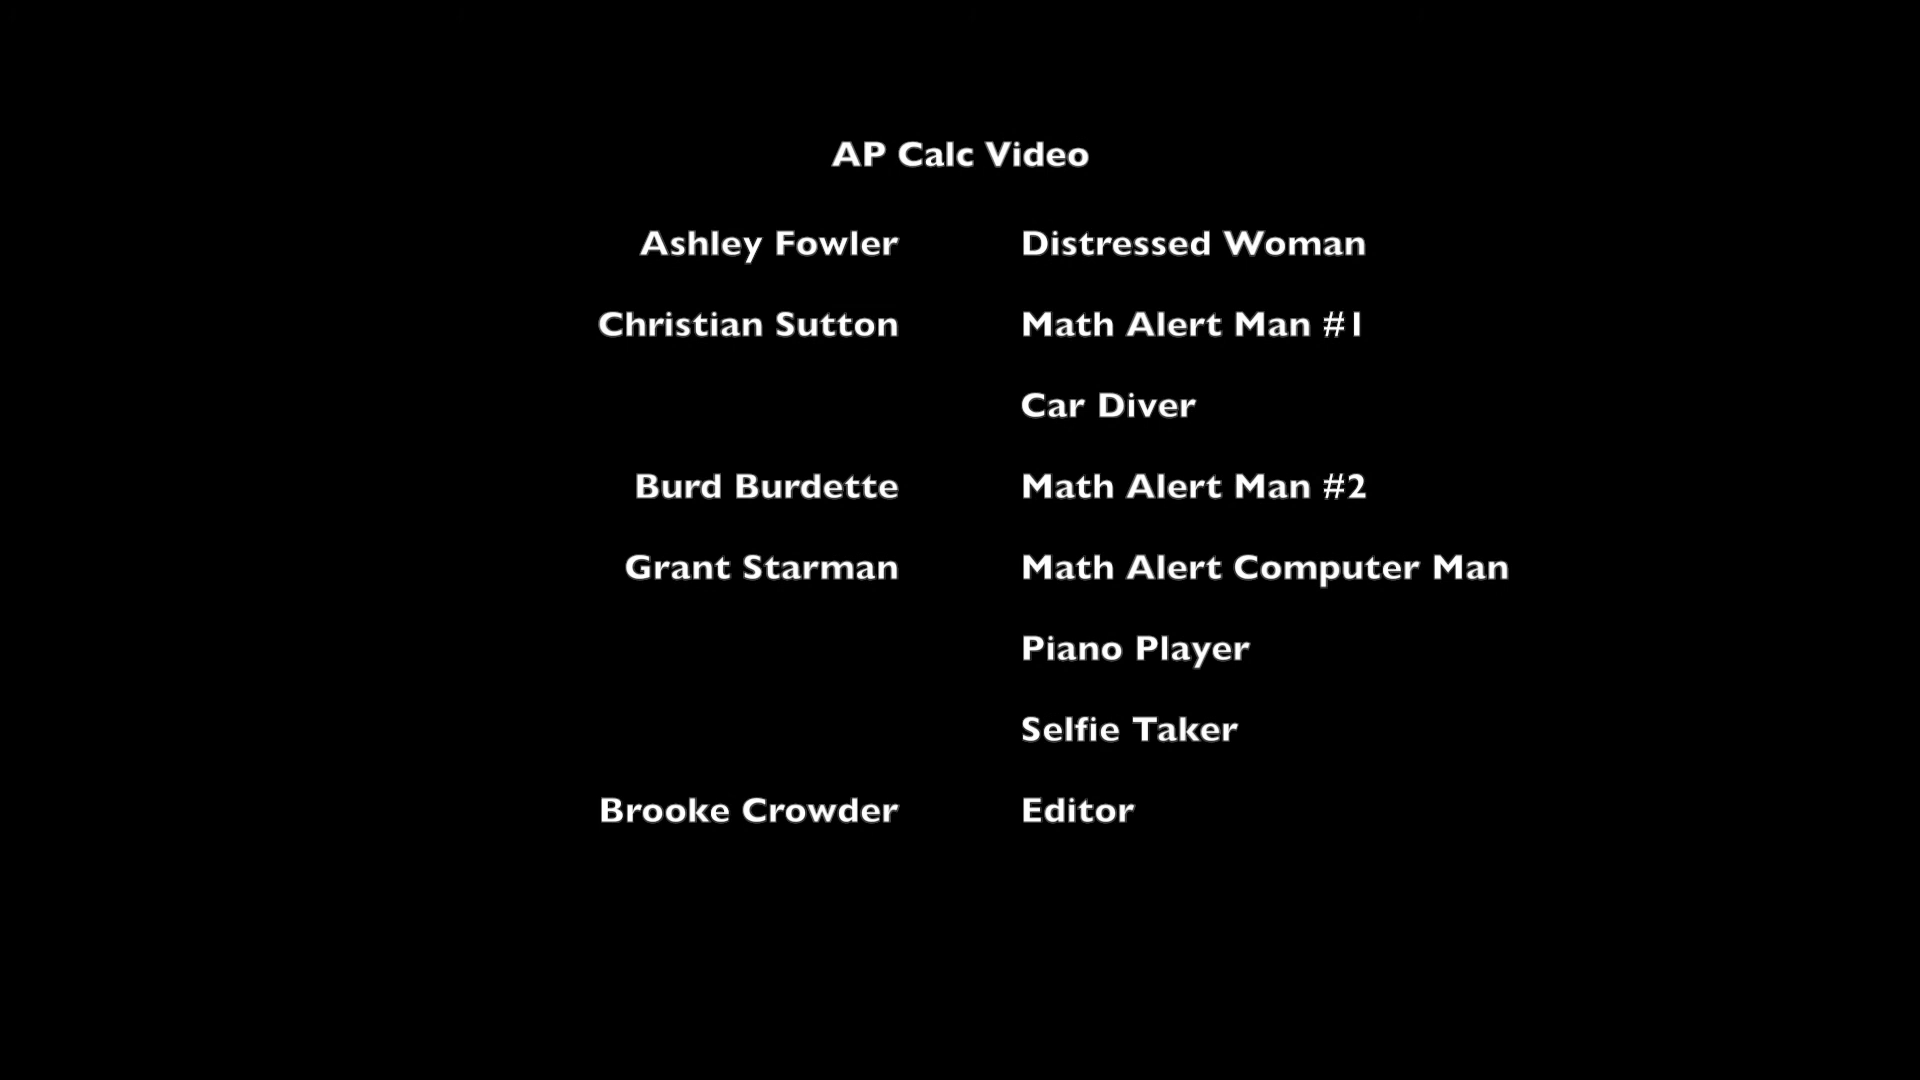 AP Calc Video
Ashley Fowler Distressed Woman
Christian Sutton Math Alert Man #1
Car Diver
Burd Burdette Math Alert Man #2
Grant Starman Math Alert Computer Man
Piano Player
Selfie Taker
Brooke Crowder Editor